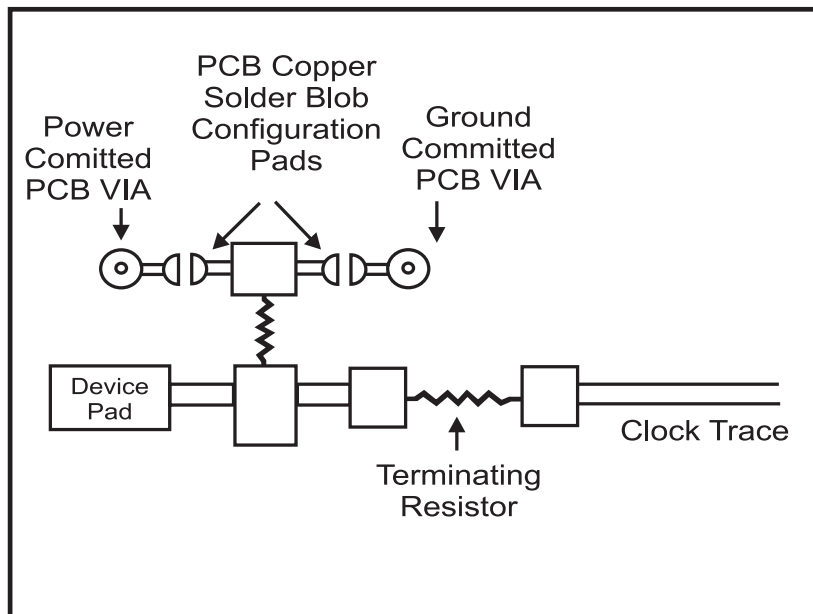 PCB Copper
Solder Blob
Configuration
Pads
Power
Comitted
PCB VIA
Ground
Committed
PCB VIA
Device
Pad
Clock Trace
Terminating
Resistor